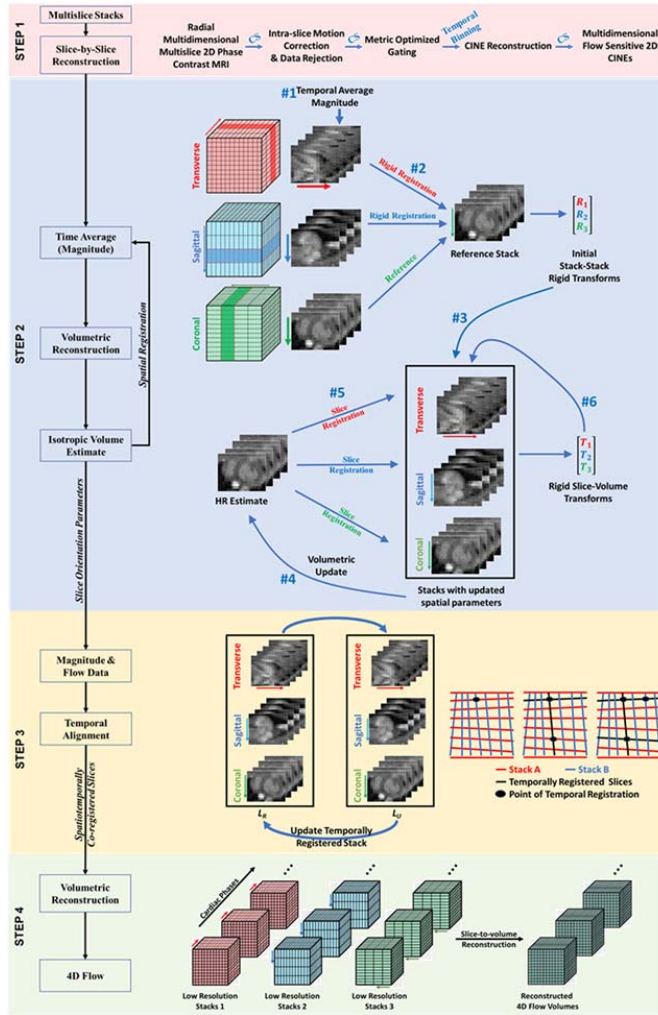 STEP 1
Multislice Stacks
Slice-by-Slice
Reconstruction
Radial
Multidimensional
Multislice 2D Phase
Contrast MRI
CS
Intra-slice Motion
Correction
& Data Rejection
CS
Metric Optimized
Gating
Temporal
Binning
CINE Reconstruction
CS
Multidimensional
Flow Sensitive 2D
CINEs
STEP 2
Time Average
(Magnitude)
Volumetric
Reconstruction
Isotropic Volume
Estimate
Spatial Registration
Slice Orientation Parameters
#1
Temporal Average
Magnitude
Transverse
Sagittal
Coronal
#2
Rigid Registration
Rigid Registration
Reference
Reference Stack
R1
R2
R3
Initial
Stack-Stack
Rigid Transforms
#3
#5
Slice
Registration
Slice
Registration
Slice
Registration
HR Estimate
Transverse
Sagittal
Coronal
#6
T1
T2
T3
Rigid Slice-Volume
Transforms
Volumetric
Update
#4
Stacks with updated
spatial parameters
STEP 3
Magnitude &
Flow Data
Temporal
Alignment
Spatiotemporally
Co-registered Slices
Transverse
Sagittal
Coronal
LR
Transverse
Sagittal
Coronal
LU
Update Temporally
Registered Stack
Stack A
Stack B
Temporally Registered Slices
Point of Temporal Registration
STEP 4
Volumetric
Reconstruction
4D Flow
Cardiac Phases
Low Resolution
Stacks 1
Low Resolution
Stacks 2
Low Resolution
Stacks 3
Slice-to-volume
Reconstruction
Reconstructed
4D Flow Volumes